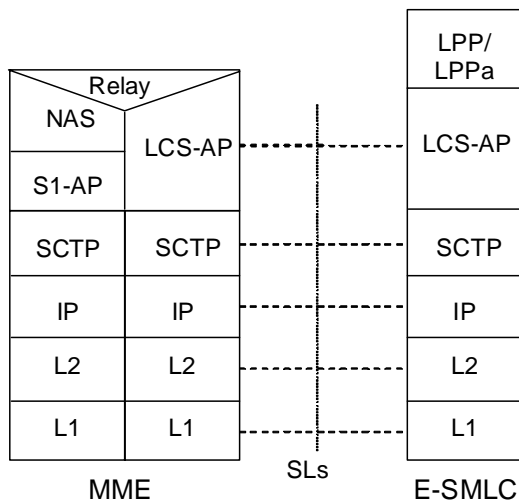 LPP/
LPPa
Relay
NAS
LCS-AP
LCS-AP
S1-AP
SCTP
SCTP
SCTP
IP
IP
IP
L2
L2
L2
L1
L1
L1
SLs
MME
E-SMLC